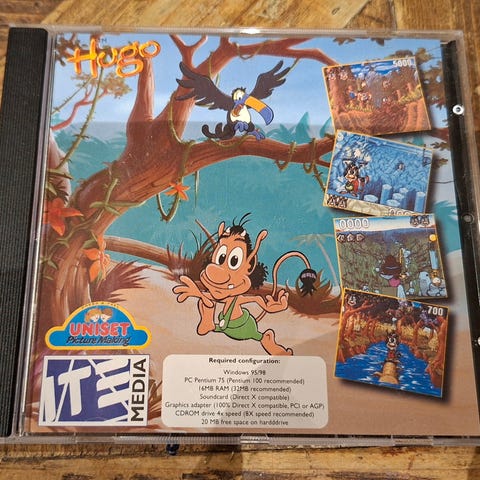 Hugo
TM
5000
0000
700
UNISET
Picture Making
ITE
MEDIA
Required configuration:
Windows 95/98
PC Pentium 75 (Pentium 100 recommended)
16MB RAM (32MB recommended)
Soundcard (Direct X compatible)
Graphics adapter (100% Direct X compatible, PCI or AGP)
CDROM drive 4x speed (8X speed recommended)
20 MB free space on hardddrive